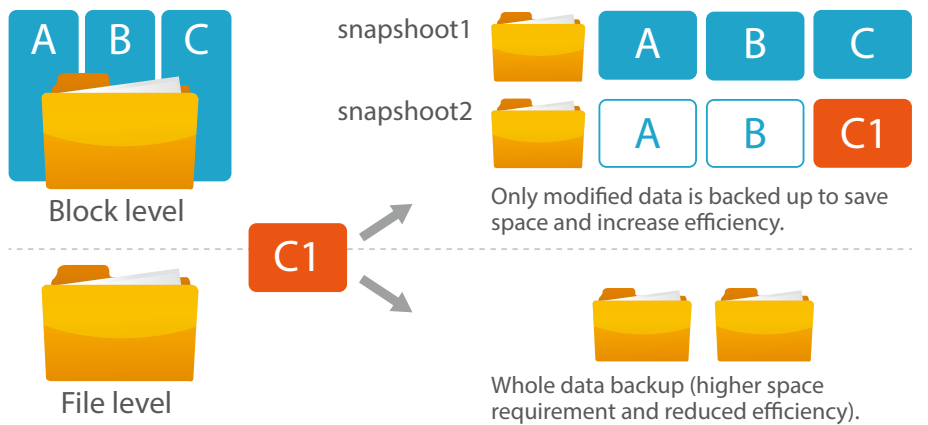 A B C
Block level
snapshoot1
A B C
snapshoot2
A B C1
Only modified data is backed up to save
space and increase efficiency.
C1
File level
Whole data backup (higher space
requirement and reduced efficiency).